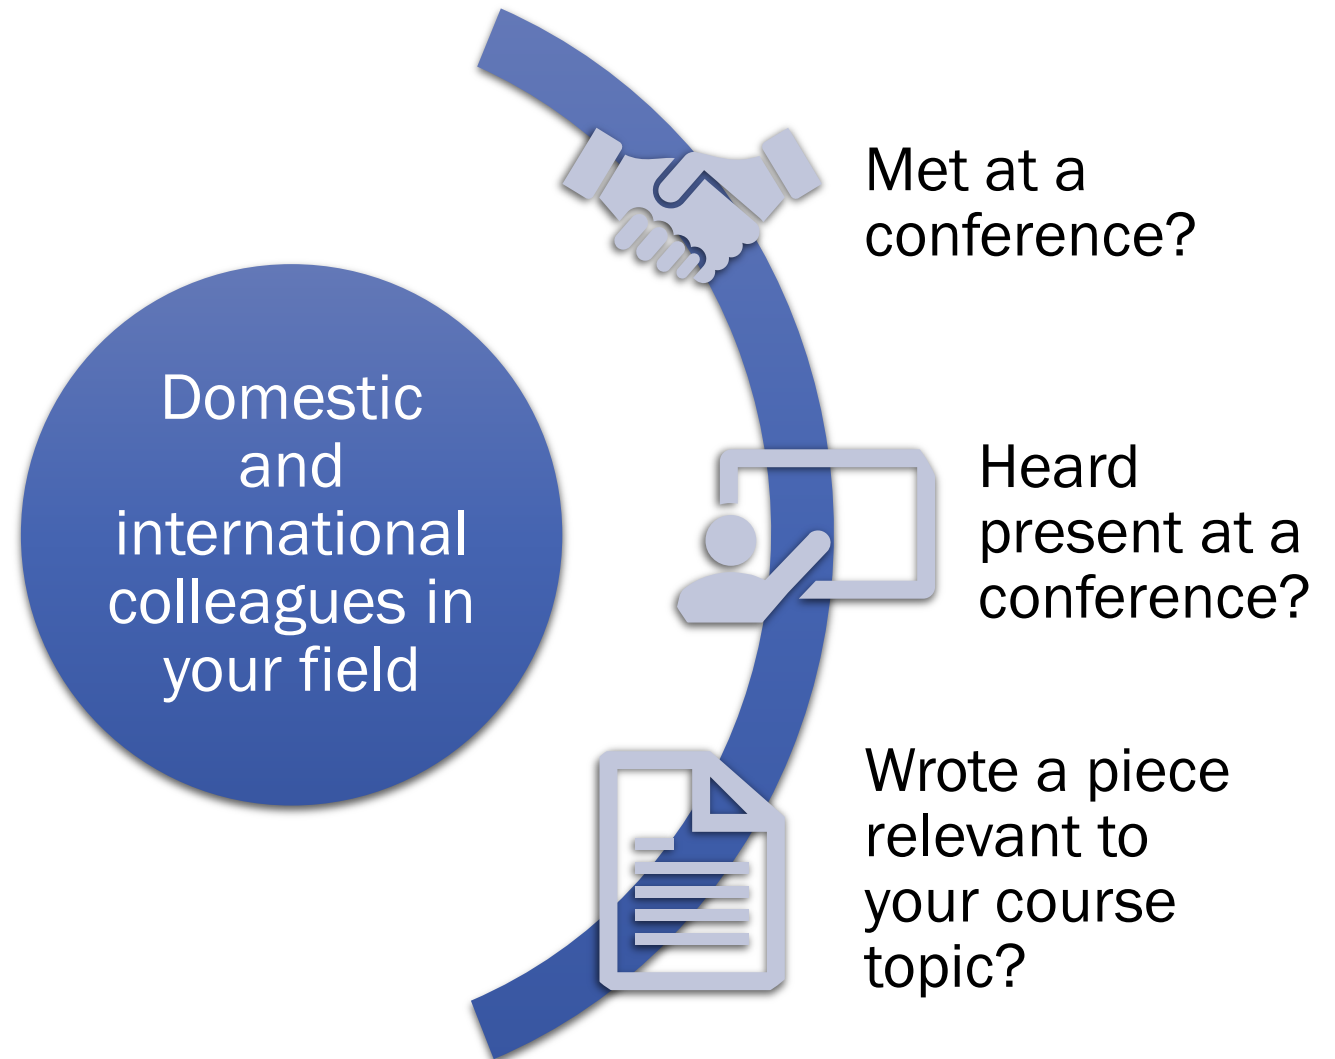 Domestic
and
international
colleagues in
your field
Met at a
conference?
Heard
present at a
conference?
Wrote a piece
relevant to
your course
topic?